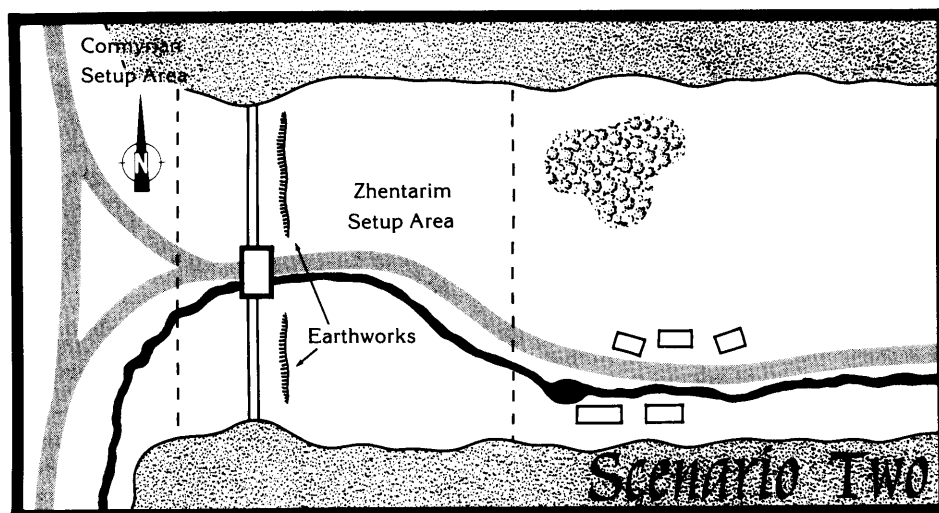 Cormyrian
Setup Area
N
Zhentarim
Setup Area
Earthworks
Scenario Two